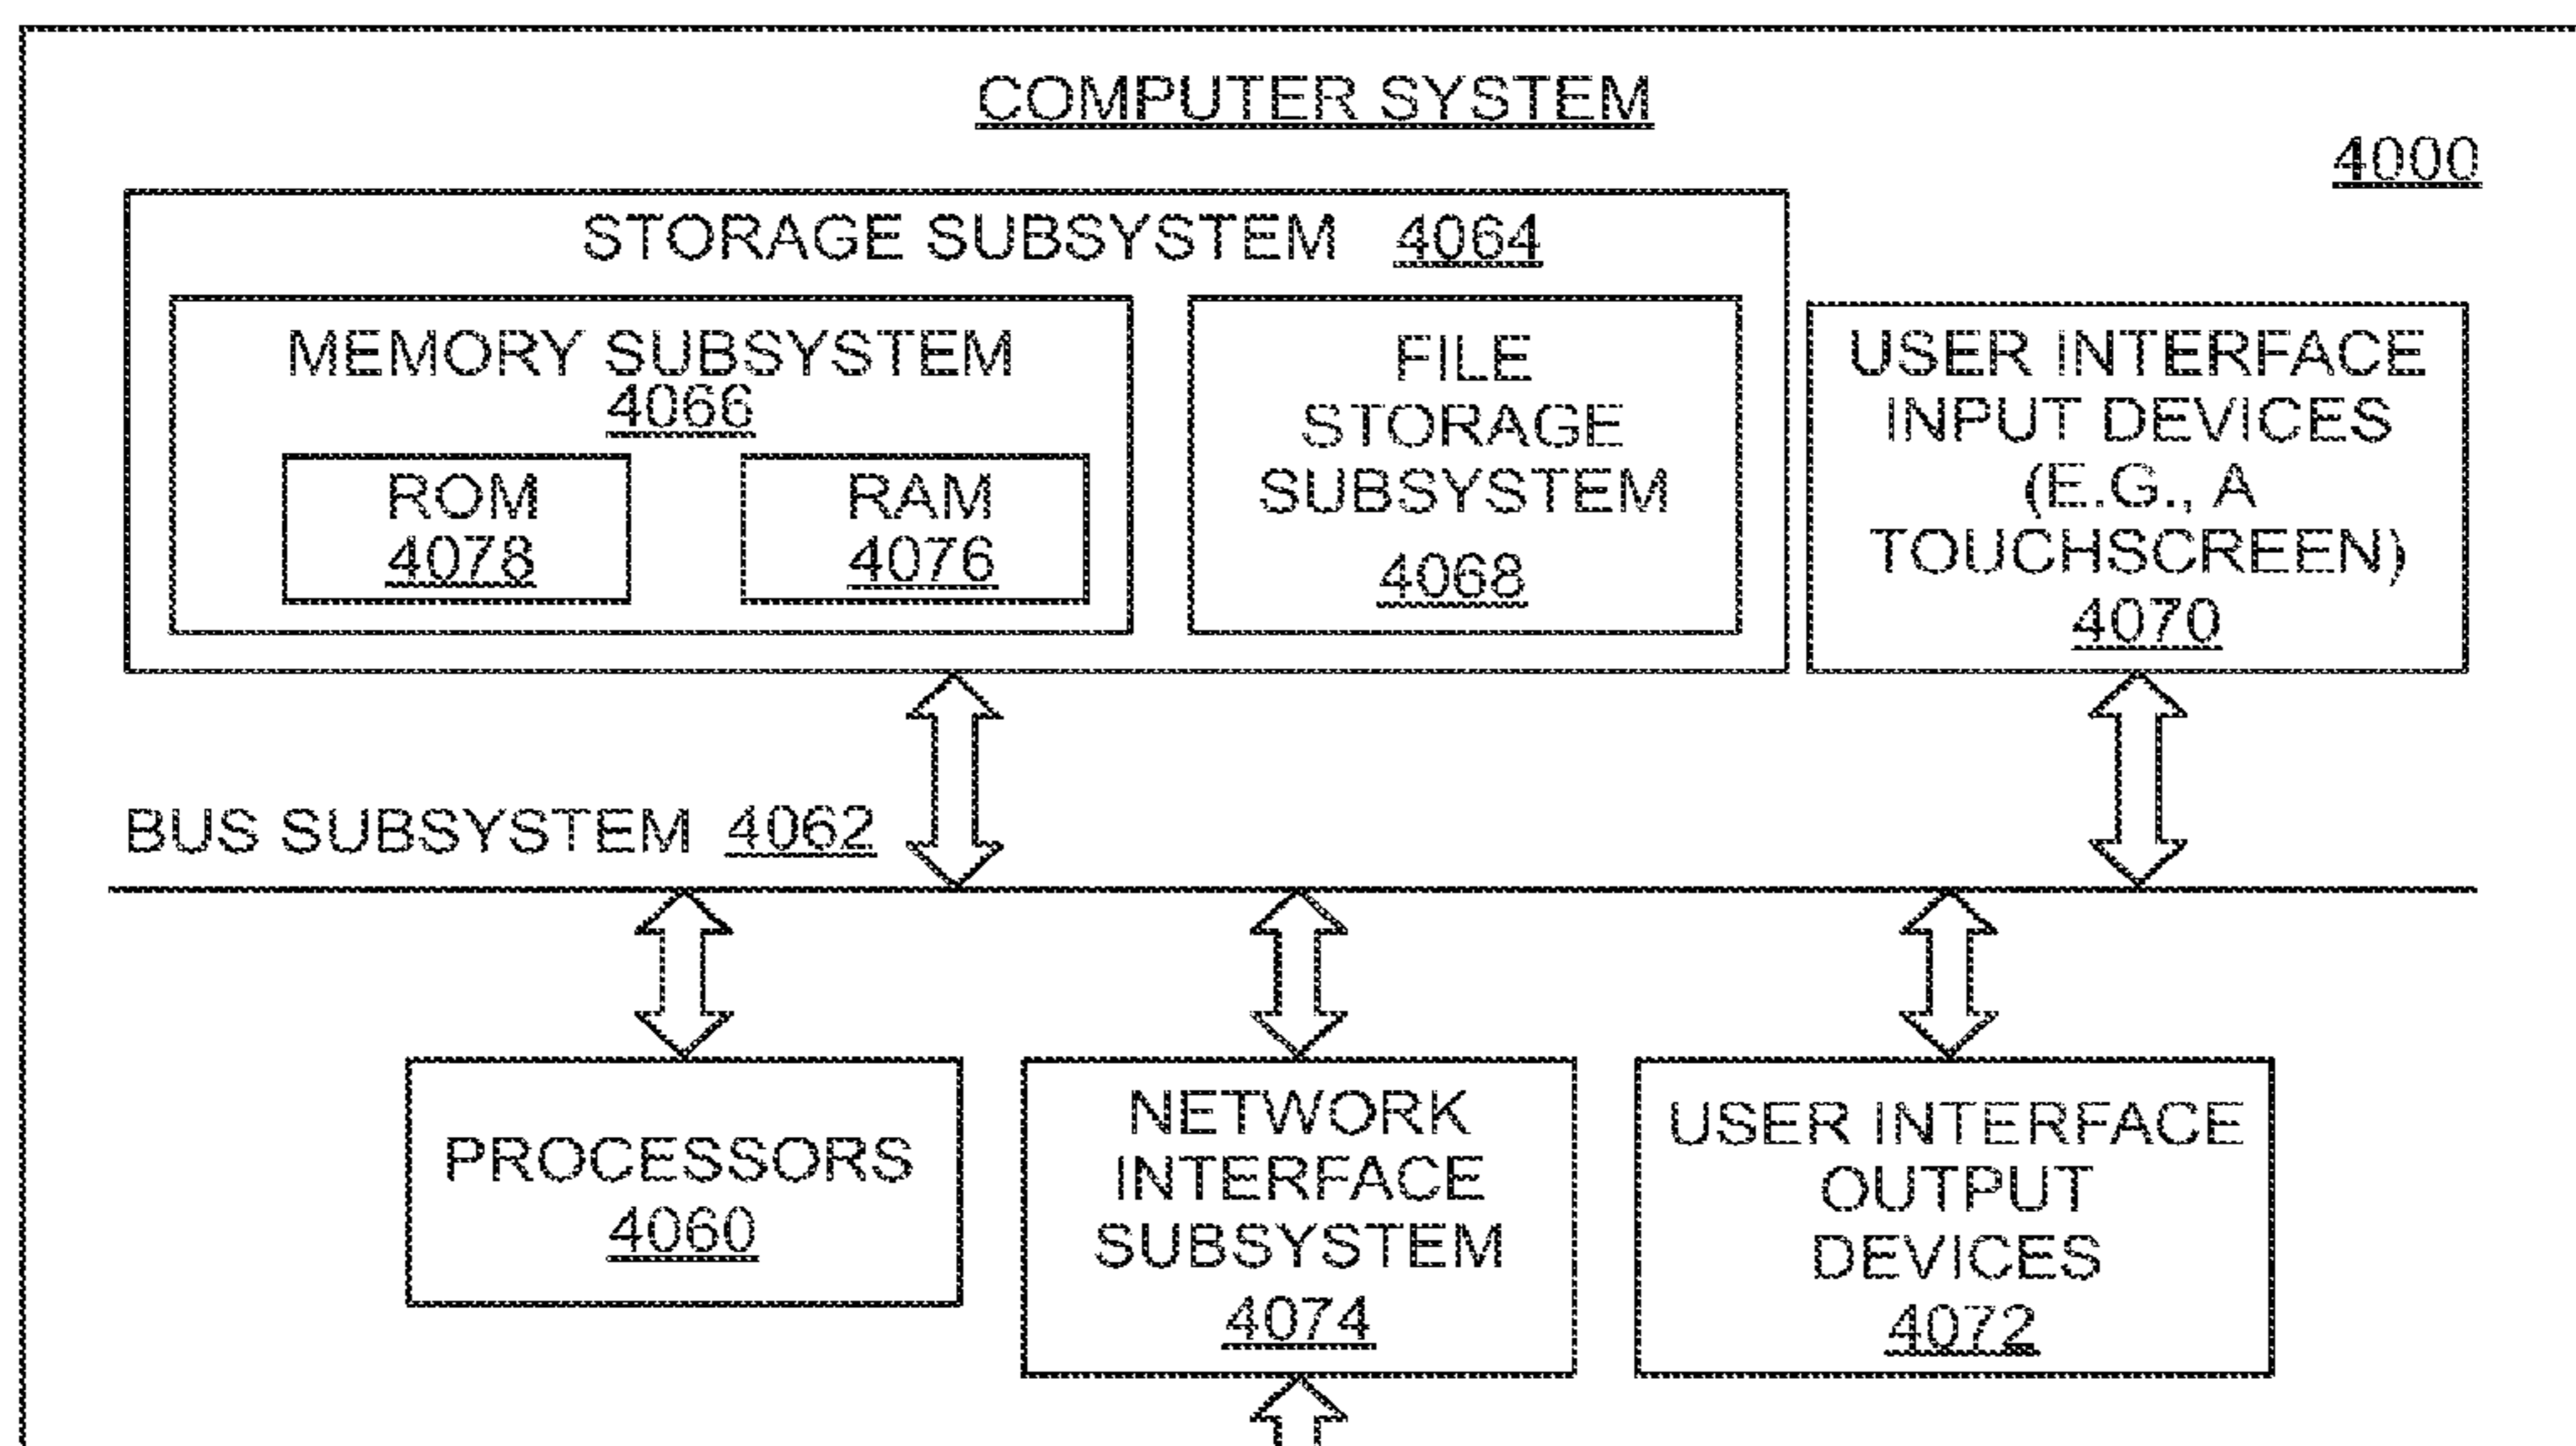 COMPUTER SYSTEM
4000
STORAGE SUBSYSTEM 4064
MEMORY SUBSYSTEM
4066
ROM
4078
RAM
4076
FILE
STORAGE
SUBSYSTEM
4068
USER INTERFACE
INPUT DEVICES
(E.G., A
TOUCHSCREEN)
4070
BUS SUBSYSTEM 4062
PROCESSORS
4060
NETWORK
INTERFACE
SUBSYSTEM
4074
USER INTERFACE
OUTPUT
DEVICES
4072